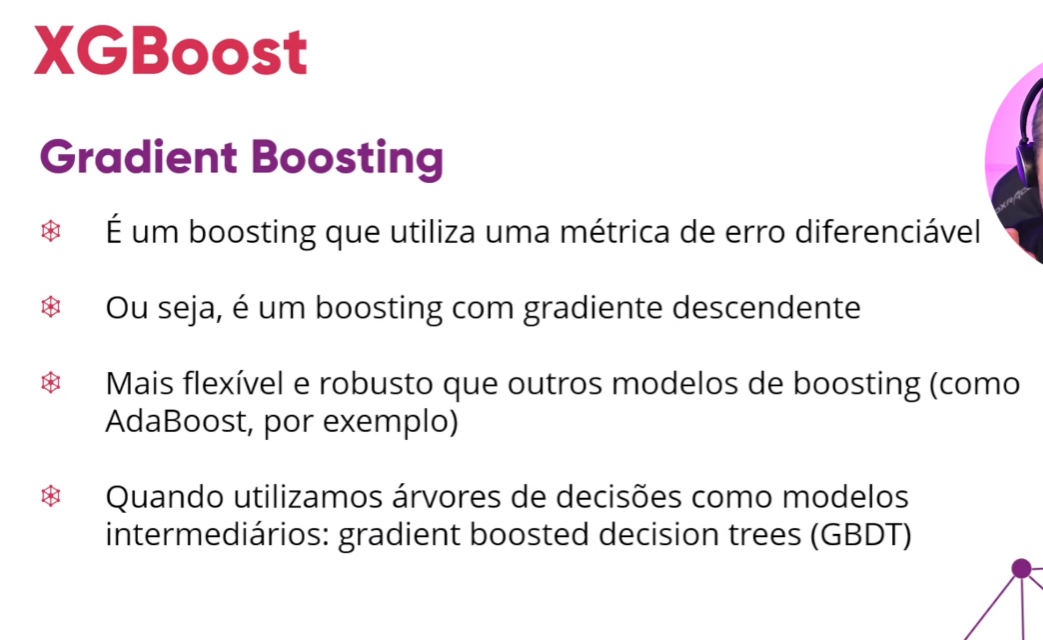 XGBoost
Gradient Boosting
É um boosting que utiliza uma métrica de erro diferenciável
Ou seja, é um boosting com gradiente descendente
Mais flexível e robusto que outros modelos de boosting (como
AdaBoost, por exemplo)
Quando utilizamos árvores de decisões como modelos
intermediários: gradient boosted decision trees (GBDT)